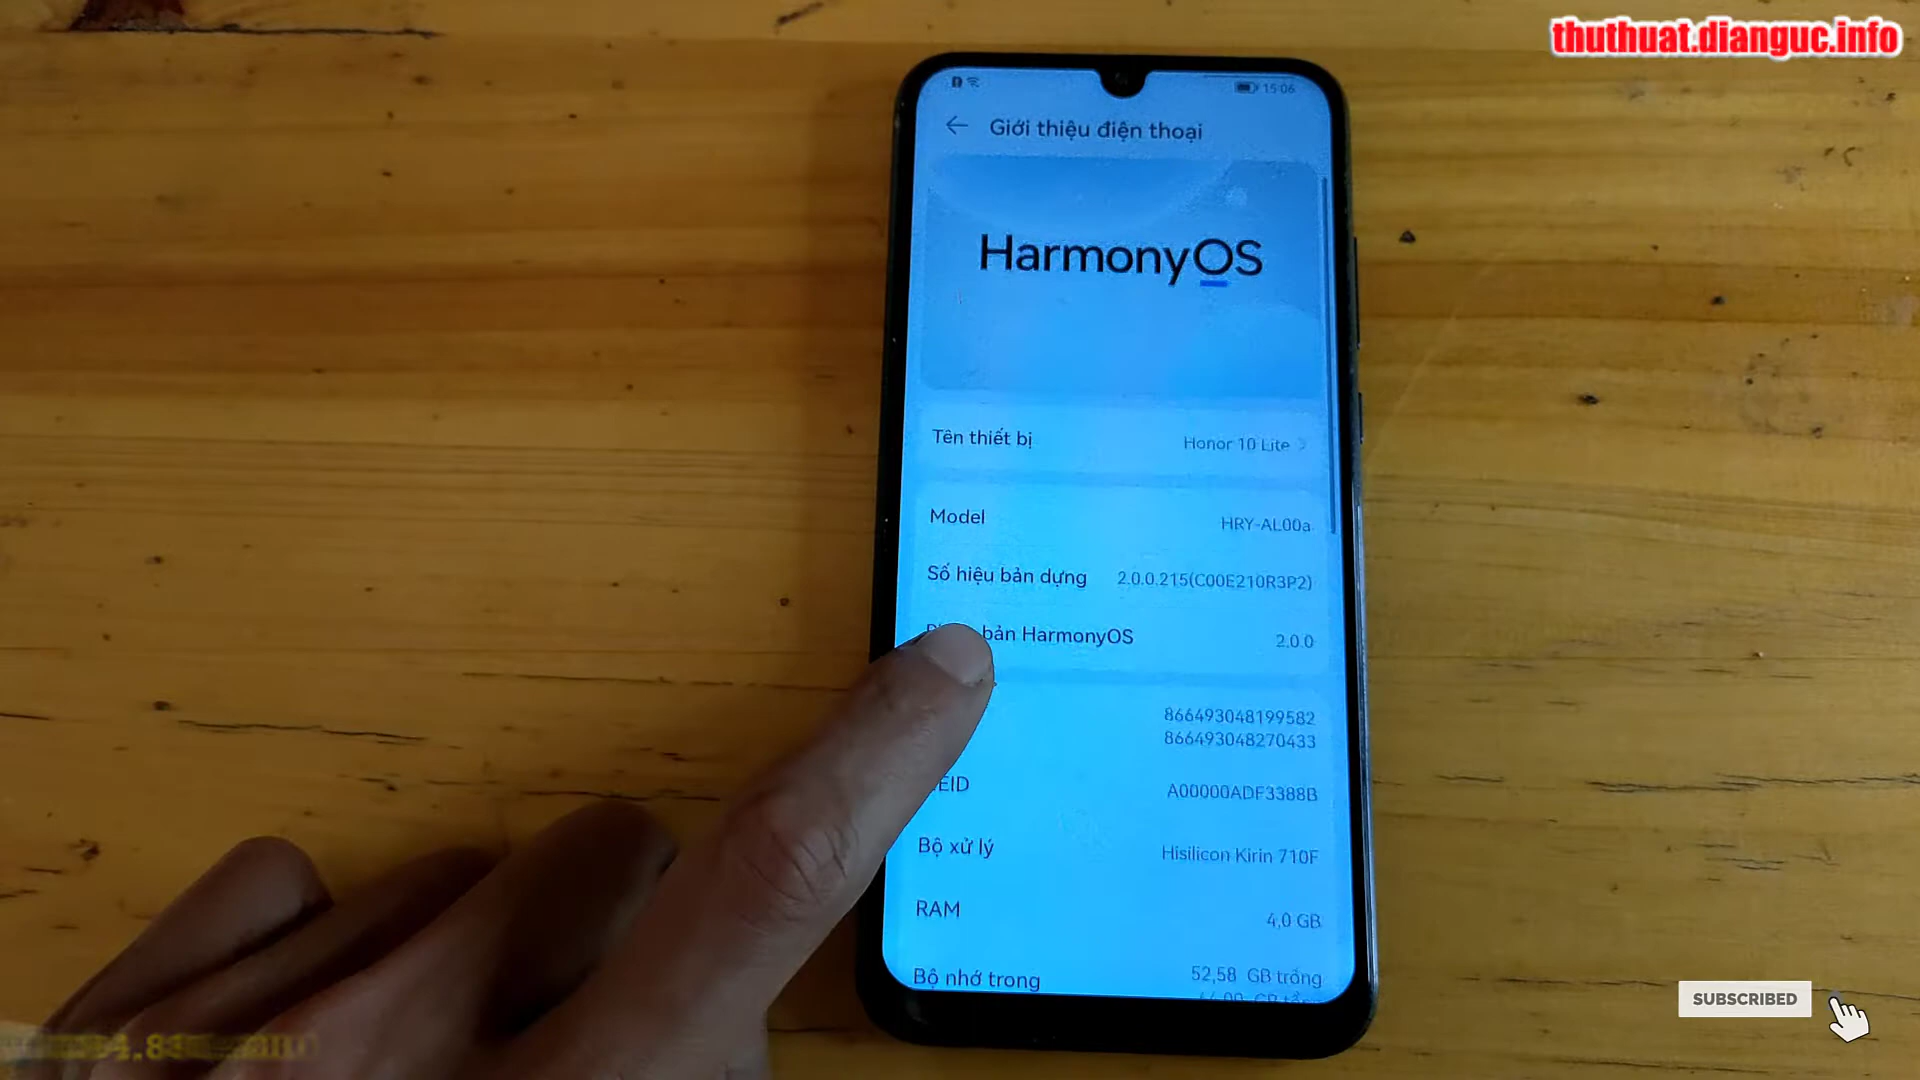 thuthuat.dianguc.info
15:06
Giới thiệu điện thoại
HarmonyOS
Tên thiết bị Honor 10 Lite
Model HRY-AL00a
Số hiệu bản dựng 2.0.0.215(C00E210R3P2)
bản HarmonyOS 2.0.0
866493048199582
866493048270433
EID A00000ADF3388B
Bộ xử lý Hisilicon Kirin 710F
RAM 4,0 GB
Bộ nhớ trong 52,58 GB trống
SUBSCRIBED